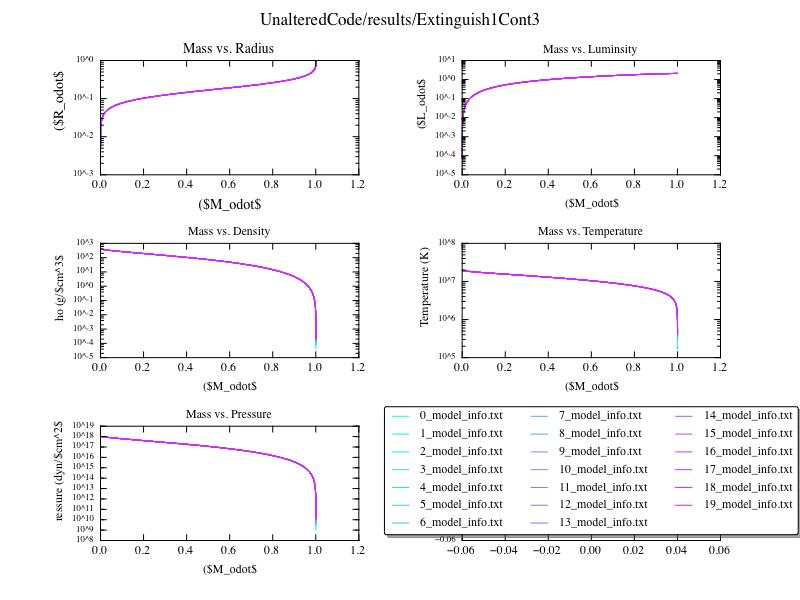 UnalteredCode/results/Extinguish1Cont3
Mass vs. Radius
($R_odot$
10^0
10^-1
10^-2
10^-3
0.0 0.2 0.4 0.6 0.8 1.0 1.2
($M_odot$
Mass vs. Luminsity
($L_odot$
10^1
10^0
10^-1
10^-2
10^-3
10^-4
10^-5
0.0 0.2 0.4 0.6 0.8 1.0 1.2
($M_odot$
Mass vs. Density
ho (g/$cm^3$
10^3
10^2
10^1
10^0
10^-1
10^-2
10^-3
10^-4
10^-5
0.0 0.2 0.4 0.6 0.8 1.0 1.2
($M_odot$
Mass vs. Temperature
Temperature (K)
10^8
10^7
10^6
10^5
0.0 0.2 0.4 0.6 0.8 1.0 1.2
($M_odot$
Mass vs. Pressure
ressure (dyn/$cm^2$
10^19
10^18
10^17
10^16
10^15
10^14
10^13
10^12
10^11
10^10
10^9
10^8
0.0 0.2 0.4 0.6 0.8 1.0 1.2
($M_odot$
0_model_info.txt
1_model_info.txt
2_model_info.txt
3_model_info.txt
4_model_info.txt
5_model_info.txt
6_model_info.txt
7_model_info.txt
8_model_info.txt
9_model_info.txt
10_model_info.txt
11_model_info.txt
12_model_info.txt
13_model_info.txt
14_model_info.txt
15_model_info.txt
16_model_info.txt
17_model_info.txt
18_model_info.txt
19_model_info.txt
−0.06
−0.06 −0.04 −0.02 0.00 0.02 0.04 0.06